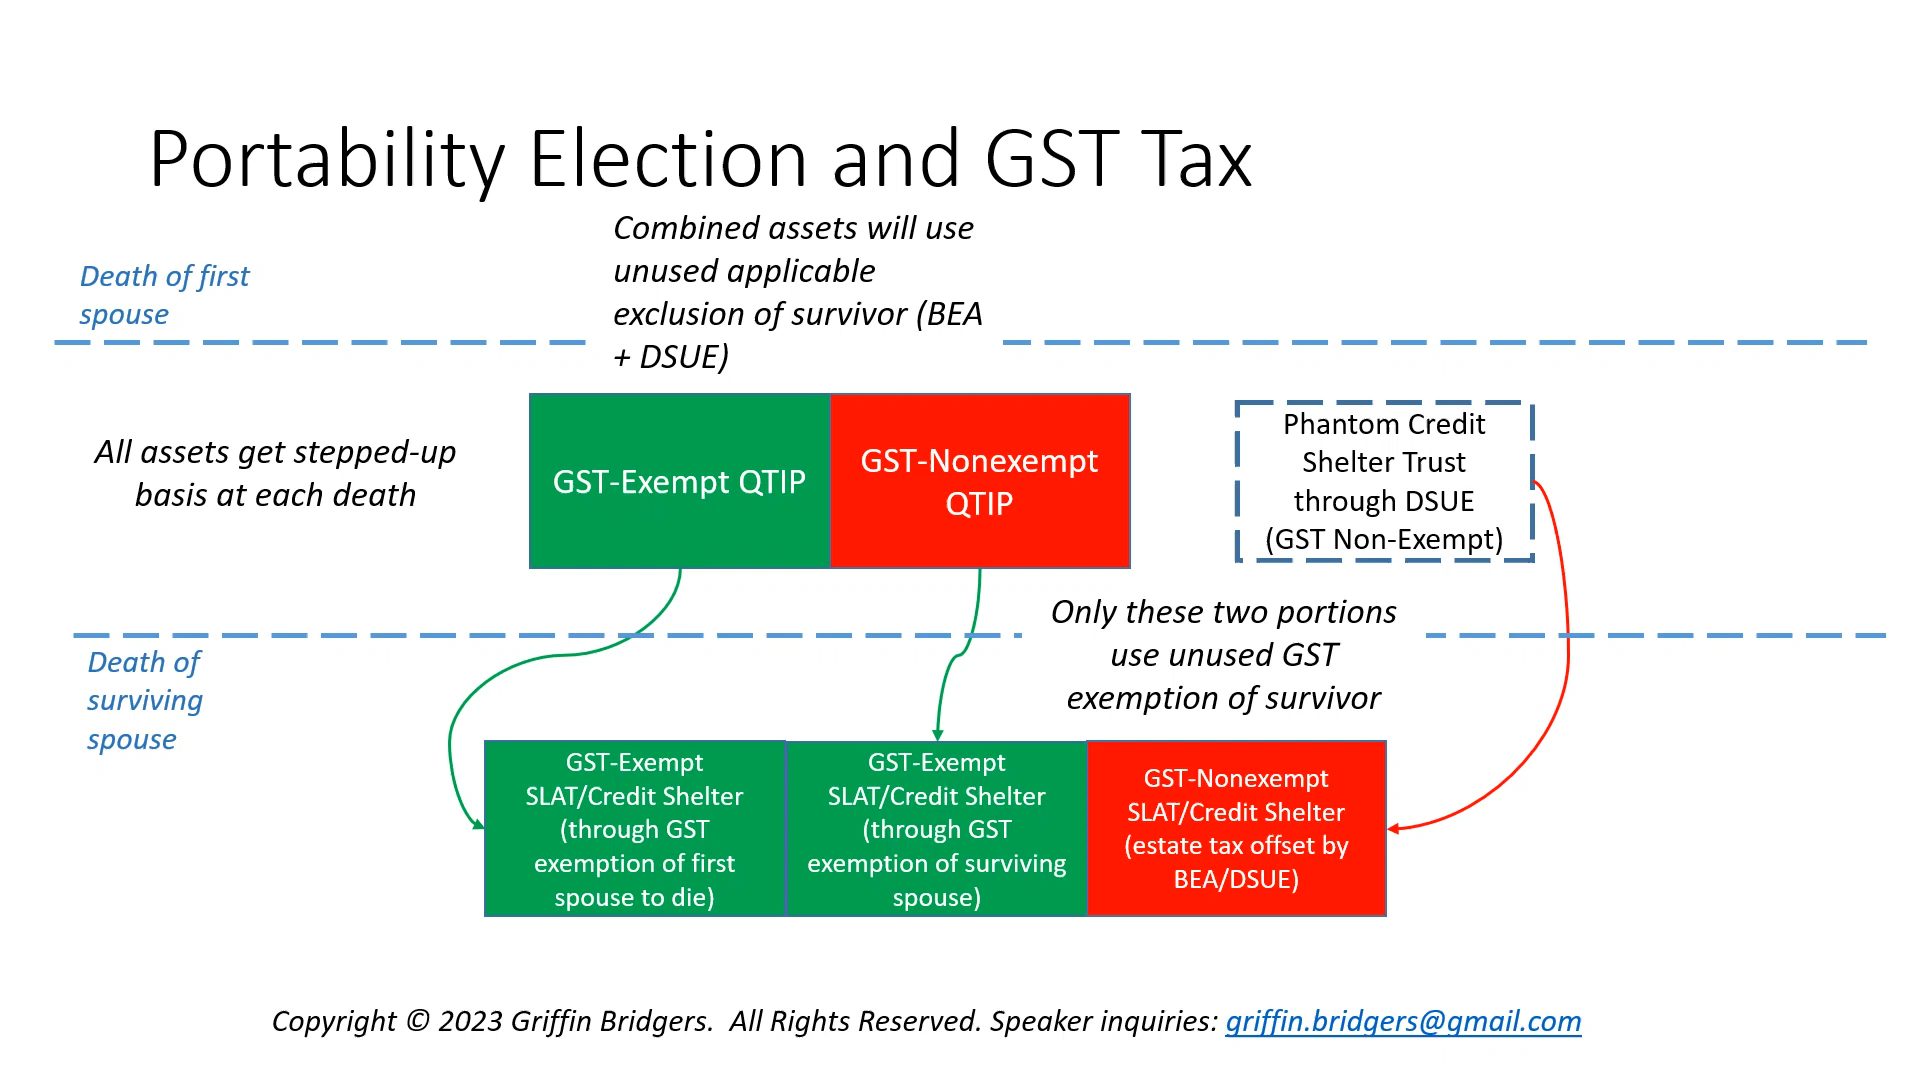 Portability Election and GST Tax
Combined assets will use
unused applicable
exclusion of survivor (BEA
+ DSUE)
Death of first
spouse
All assets get stepped-up
basis at each death
GST-Exempt QTIP
GST-Nonexempt
QTIP
Phantom Credit
Shelter Trust
through DSUE
(GST Non-Exempt)
Only these two portions
use unused GST
exemption of survivor
Death of
surviving
spouse
GST-Exempt
SLAT/Credit Shelter
(through GST
exemption of first
spouse to die)
GST-Exempt
SLAT/Credit Shelter
(through GST
exemption of surviving
spouse)
GST-Nonexempt
SLAT/Credit Shelter
(estate tax offset by
BEA/DSUE)
Copyright © 2023 Griffin Bridgers.  All Rights Reserved. Speaker inquiries: griffin.bridgers@gmail.com